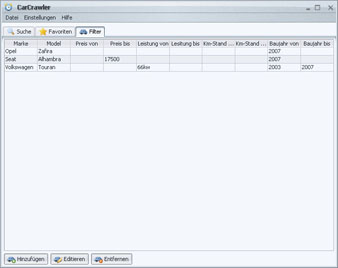 CarCrawler
Datei Einstellungen Hilfe
Suche Favoriten Filter
Marke Model Preis von Preis bis Leistung von Leistung bis Km-Stand ... Km-Stand ... Baujahr von Baujahr bis
Opel Zafira 2007
Seat Alhambra 17500 2007
Volkswagen Touran 66kw 2003 2007
Hinzufügen Editieren Entfernen